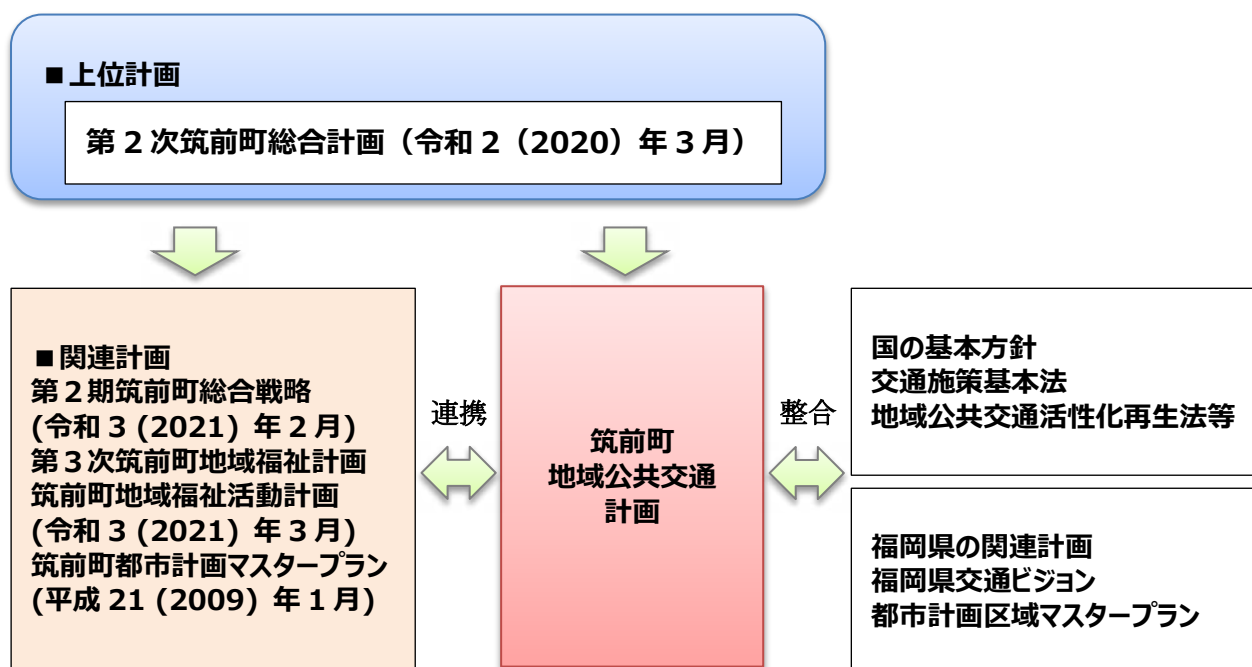 ■上位計画
第2次筑前町総合計画（令和2（2020）年3月）
■関連計画
第2期筑前町総合戦略
(令和3 (2021) 年2月)
第3次筑前町地域福祉計画
筑前町地域福祉活動計画
(令和3 (2021) 年3月)
筑前町都市計画マスタープラン
(平成21 (2009) 年1月)
連携
筑前町
地域公共交通
計画
整合
国の基本方針
交通施策基本法
地域公共交通活性化再生法等
福岡県の関連計画
福岡県交通ビジョン
都市計画区域マスタープラン